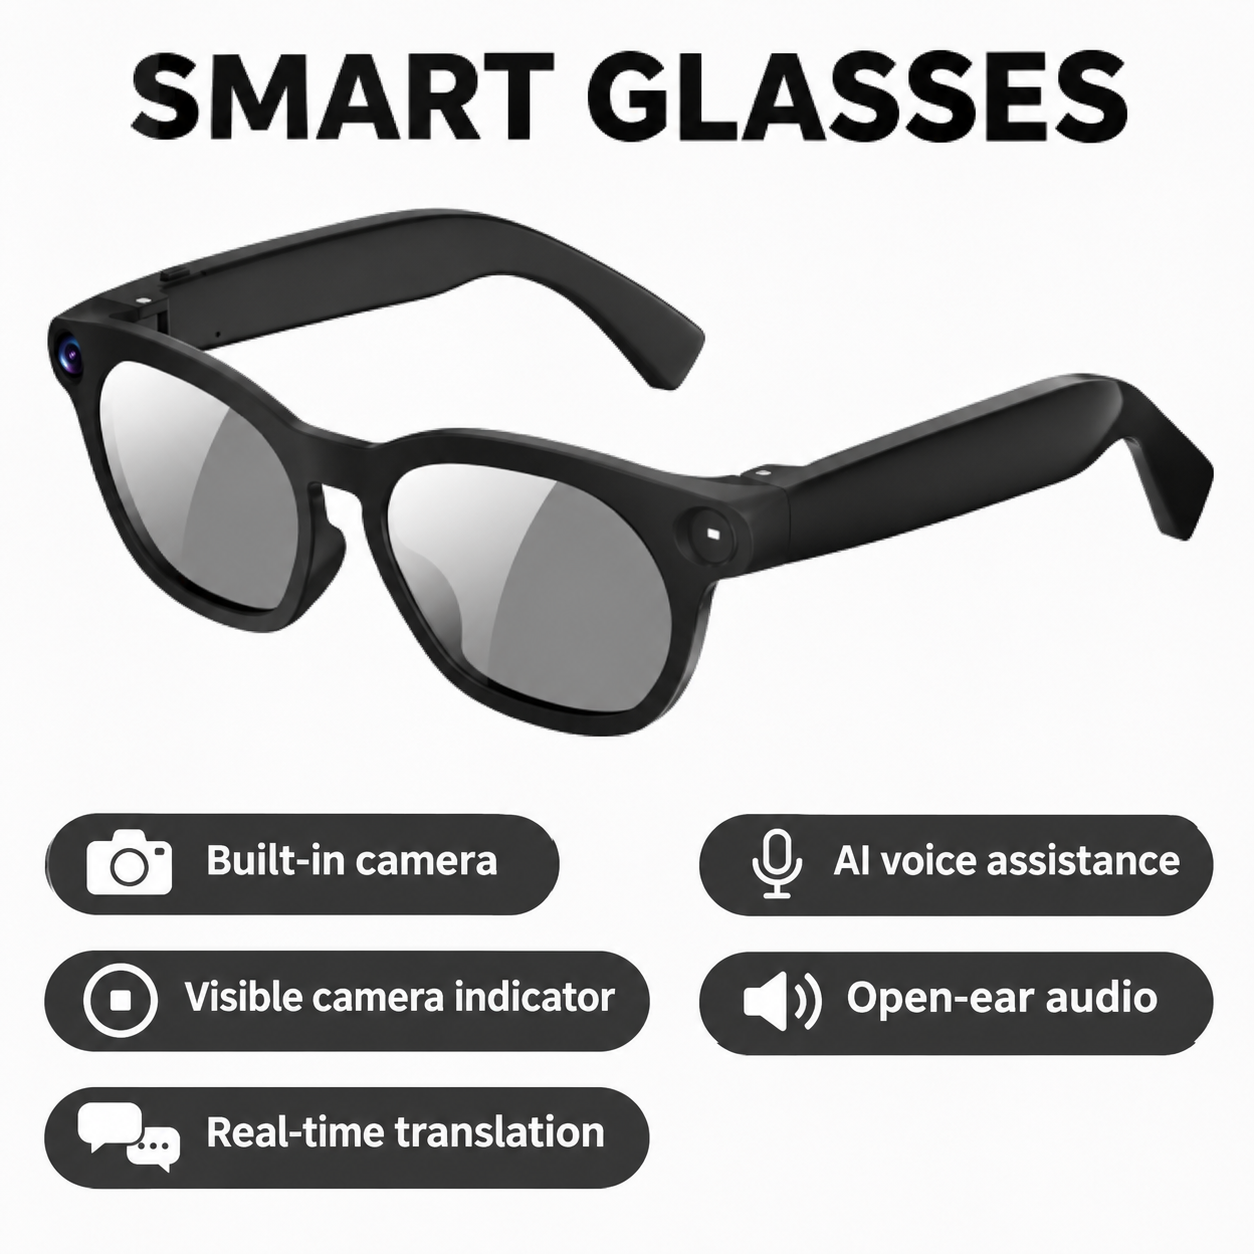 SMART GLASSES
Built-in camera
AI voice assistance
Visible camera indicator
Open-ear audio
Real-time translation